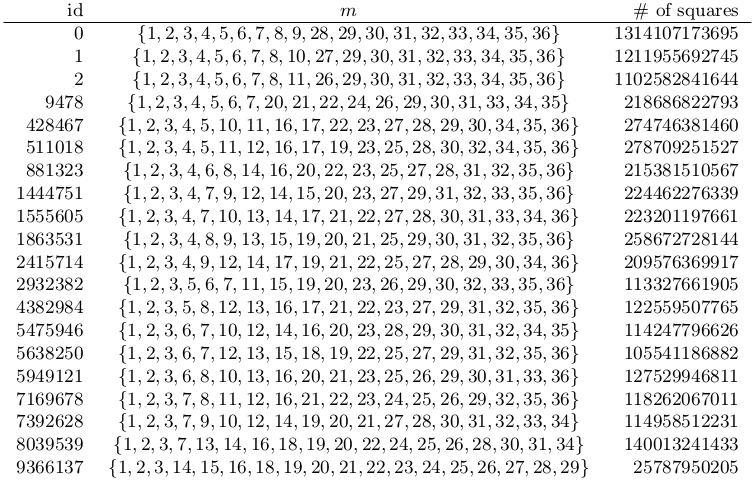 id m # of squares
0 {1, 2, 3, 4, 5, 6, 7, 8, 9, 28, 29, 30, 31, 32, 33, 34, 35, 36} 1314107173695
1 {1, 2, 3, 4, 5, 6, 7, 8, 10, 27, 29, 30, 31, 32, 33, 34, 35, 36} 1211955692745
2 {1, 2, 3, 4, 5, 6, 7, 8, 11, 26, 29, 30, 31, 32, 33, 34, 35, 36} 1102582841644
9478 {1, 2, 3, 4, 5, 6, 7, 20, 21, 22, 24, 26, 29, 30, 31, 33, 34, 35} 218686822793
428467 {1, 2, 3, 4, 5, 10, 11, 16, 17, 22, 23, 27, 28, 29, 30, 34, 35, 36} 274746381460
511018 {1, 2, 3, 4, 5, 11, 12, 16, 17, 19, 23, 25, 28, 30, 32, 34, 35, 36} 278709251527
881323 {1, 2, 3, 4, 6, 8, 14, 16, 20, 22, 23, 25, 27, 28, 31, 32, 35, 36} 215381510567
1444751 {1, 2, 3, 4, 7, 9, 12, 14, 15, 20, 23, 27, 29, 31, 32, 33, 35, 36} 224462276339
1555605 {1, 2, 3, 4, 7, 10, 13, 14, 17, 21, 22, 27, 28, 30, 31, 33, 34, 36} 223201197661
1863531 {1, 2, 3, 4, 8, 9, 13, 15, 19, 20, 21, 25, 29, 30, 31, 32, 35, 36} 258672728144
2415714 {1, 2, 3, 4, 9, 12, 14, 17, 19, 21, 22, 25, 27, 28, 29, 30, 34, 36} 209576369917
2932382 {1, 2, 3, 5, 6, 7, 11, 15, 19, 20, 23, 26, 29, 30, 32, 33, 35, 36} 113327661905
4382984 {1, 2, 3, 5, 8, 12, 13, 16, 17, 21, 22, 23, 27, 29, 31, 32, 35, 36} 122559507765
5475946 {1, 2, 3, 6, 7, 10, 12, 14, 16, 20, 23, 28, 29, 30, 31, 32, 34, 35} 114247796626
5638250 {1, 2, 3, 6, 7, 12, 13, 15, 18, 19, 22, 25, 27, 29, 31, 32, 35, 36} 105541186882
5949121 {1, 2, 3, 6, 8, 10, 13, 16, 20, 21, 23, 25, 26, 29, 30, 31, 33, 36} 127529946811
7169678 {1, 2, 3, 7, 8, 11, 12, 16, 21, 22, 23, 24, 25, 26, 29, 32, 35, 36} 118262067011
7392628 {1, 2, 3, 7, 9, 10, 12, 14, 19, 20, 21, 27, 28, 30, 31, 32, 33, 34} 114958512231
8039539 {1, 2, 3, 7, 13, 14, 16, 18, 19, 20, 22, 24, 25, 26, 28, 30, 31, 34} 140013241433
9366137 {1, 2, 3, 14, 15, 16, 18, 19, 20, 21, 22, 23, 24, 25, 26, 27, 28, 29} 25787950205